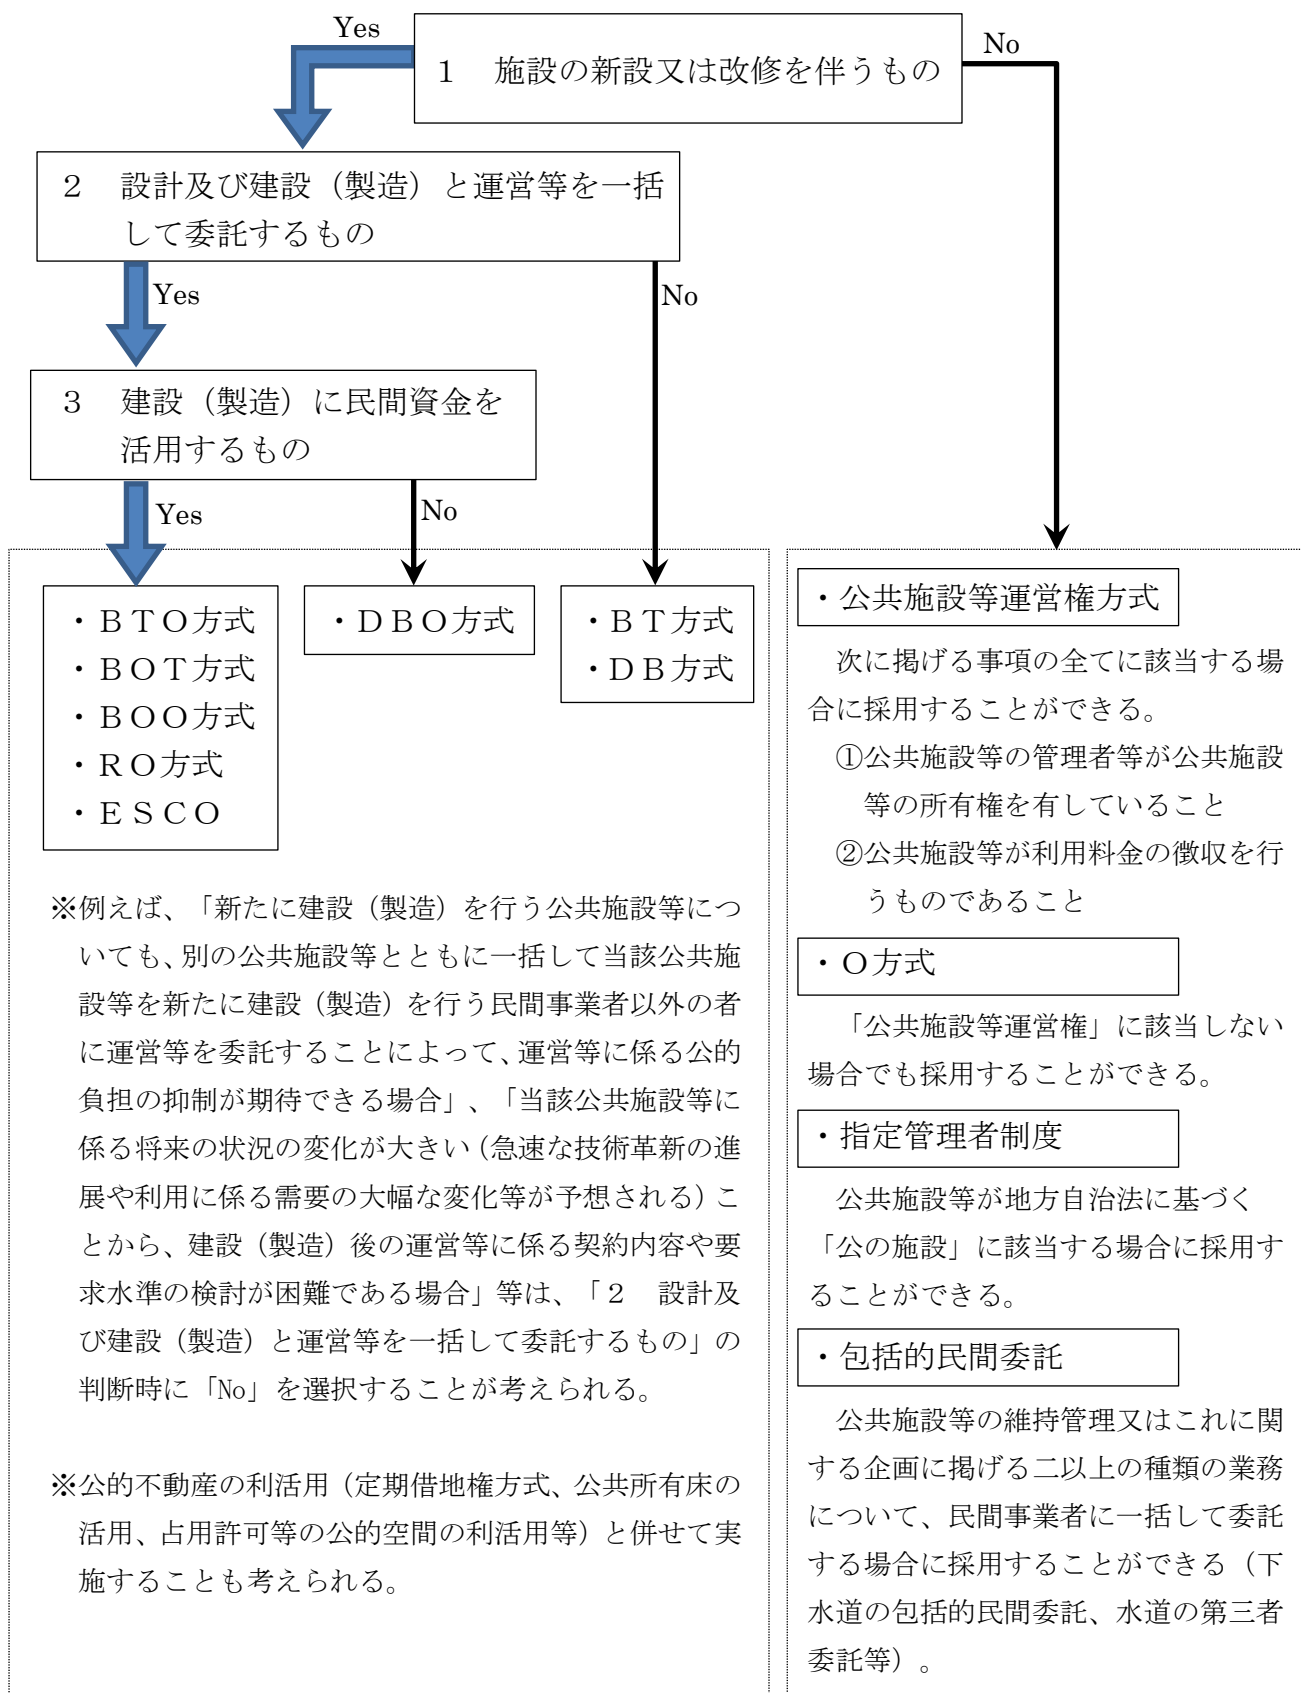 Yes
No
１　施設の新設又は改修を伴うもの
２　設計及び建設（製造）と運営等を一括
して委託するもの
Yes
No
３　建設（製造）に民間資金を
活用するもの
Yes
No
・ＢＴＯ方式
・ＢＯＴ方式
・ＢＯＯ方式
・ＲＯ方式
・ＥＳＣＯ
・ＤＢＯ方式
・ＢＴ方式
・ＤＢ方式
※例えば、「新たに建設（製造）を行う公共施設等につ
いても、別の公共施設等とともに一括して当該公共施
設等を新たに建設（製造）を行う民間事業者以外の者
に運営等を委託することによって、運営等に係る公的
負担の抑制が期待できる場合」、「当該公共施設等に
係る将来の状況の変化が大きい（急速な技術革新の進
展や利用に係る需要の大幅な変化等が予想される）こ
とから、建設（製造）後の運営等に係る契約内容や要
求水準の検討が困難である場合」等は、「２　設計及
び建設（製造）と運営等を一括して委託するもの」の
判断時に「No」を選択することが考えられる。
※公的不動産の利活用（定期借地権方式、公共所有床の
活用、占用許可等の公的空間の利活用等）と併せて実
施することも考えられる。
・公共施設等運営権方式
次に掲げる事項の全てに該当する場
合に採用することができる。
①公共施設等の管理者等が公共施設
等の所有権を有していること
②公共施設等が利用料金の徴収を行
うものであること
・Ｏ方式
「公共施設等運営権」に該当しない
場合でも採用することができる。
・指定管理者制度
公共施設等が地方自治法に基づく
「公の施設」に該当する場合に採用す
ることができる。
・包括的民間委託
公共施設等の維持管理又はこれに関
する企画に掲げる二以上の種類の業務
について、民間事業者に一括して委託
する場合に採用することができる（下
水道の包括的民間委託、水道の第三者
委託等）。